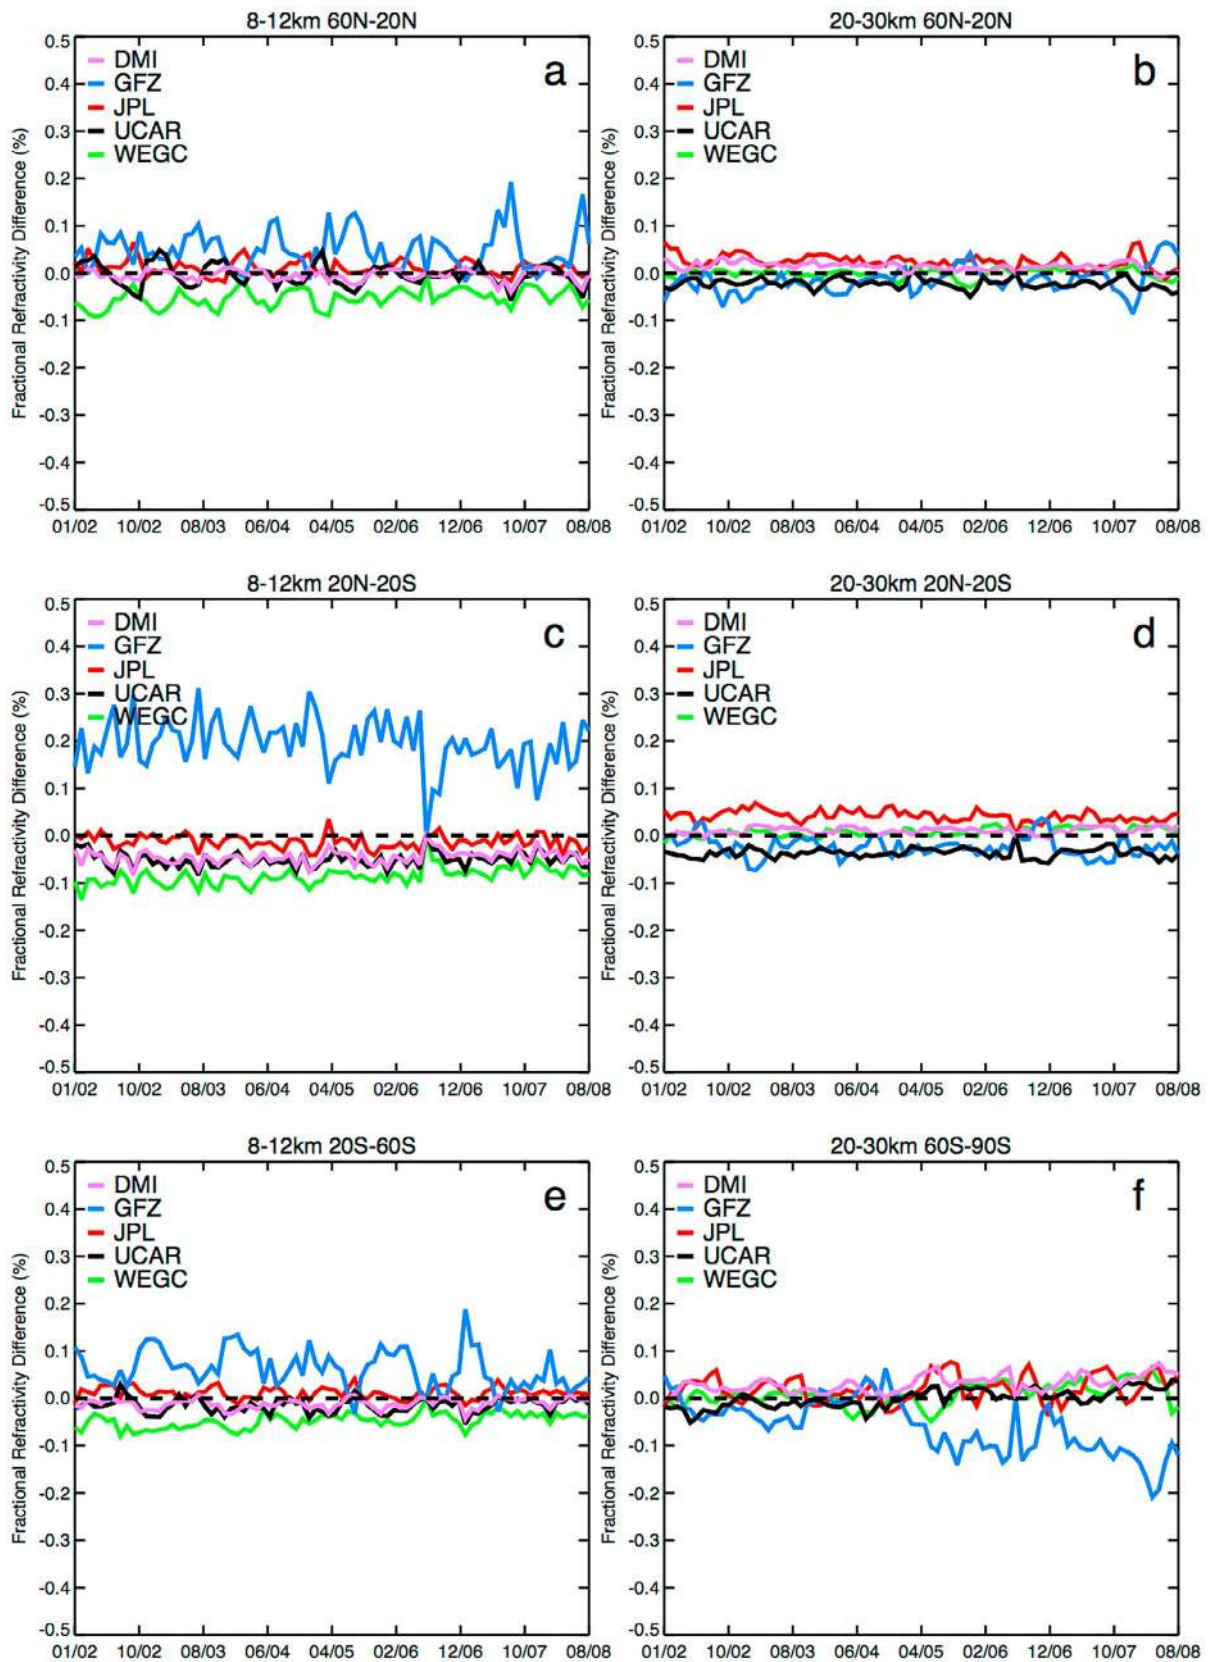 8-12km 60N-20N
a
DMI
GFZ
JPL
UCAR
WEGC
Fractional Refractivity Difference (%)
0.5
0.4
0.3
0.2
0.1
0.0
-0.1
-0.2
-0.3
-0.4
-0.5
01/02 10/02 08/03 06/04 04/05 02/06 12/06 10/07 08/08
20-30km 60N-20N
b
DMI
GFZ
JPL
UCAR
WEGC
Fractional Refractivity Difference (%)
0.5
0.4
0.3
0.2
0.1
0.0
-0.1
-0.2
-0.3
-0.4
-0.5
01/02 10/02 08/03 06/04 04/05 02/06 12/06 10/07 08/08
8-12km 20N-20S
c
DMI
GFZ
JPL
UCAR
WEGC
Fractional Refractivity Difference (%)
0.5
0.4
0.3
0.2
0.1
0.0
-0.1
-0.2
-0.3
-0.4
-0.5
01/02 10/02 08/03 06/04 04/05 02/06 12/06 10/07 08/08
20-30km 20N-20S
d
DMI
GFZ
JPL
UCAR
WEGC
Fractional Refractivity Difference (%)
0.5
0.4
0.3
0.2
0.1
0.0
-0.1
-0.2
-0.3
-0.4
-0.5
01/02 10/02 08/03 06/04 04/05 02/06 12/06 10/07 08/08
8-12km 20S-60S
e
DMI
GFZ
JPL
UCAR
WEGC
Fractional Refractivity Difference (%)
0.5
0.4
0.3
0.2
0.1
0.0
-0.1
-0.2
-0.3
-0.4
-0.5
01/02 10/02 08/03 06/04 04/05 02/06 12/06 10/07 08/08
20-30km 60S-90S
f
DMI
GFZ
JPL
UCAR
WEGC
Fractional Refractivity Difference (%)
0.5
0.4
0.3
0.2
0.1
0.0
-0.1
-0.2
-0.3
-0.4
-0.5
01/02 10/02 08/03 06/04 04/05 02/06 12/06 10/07 08/08